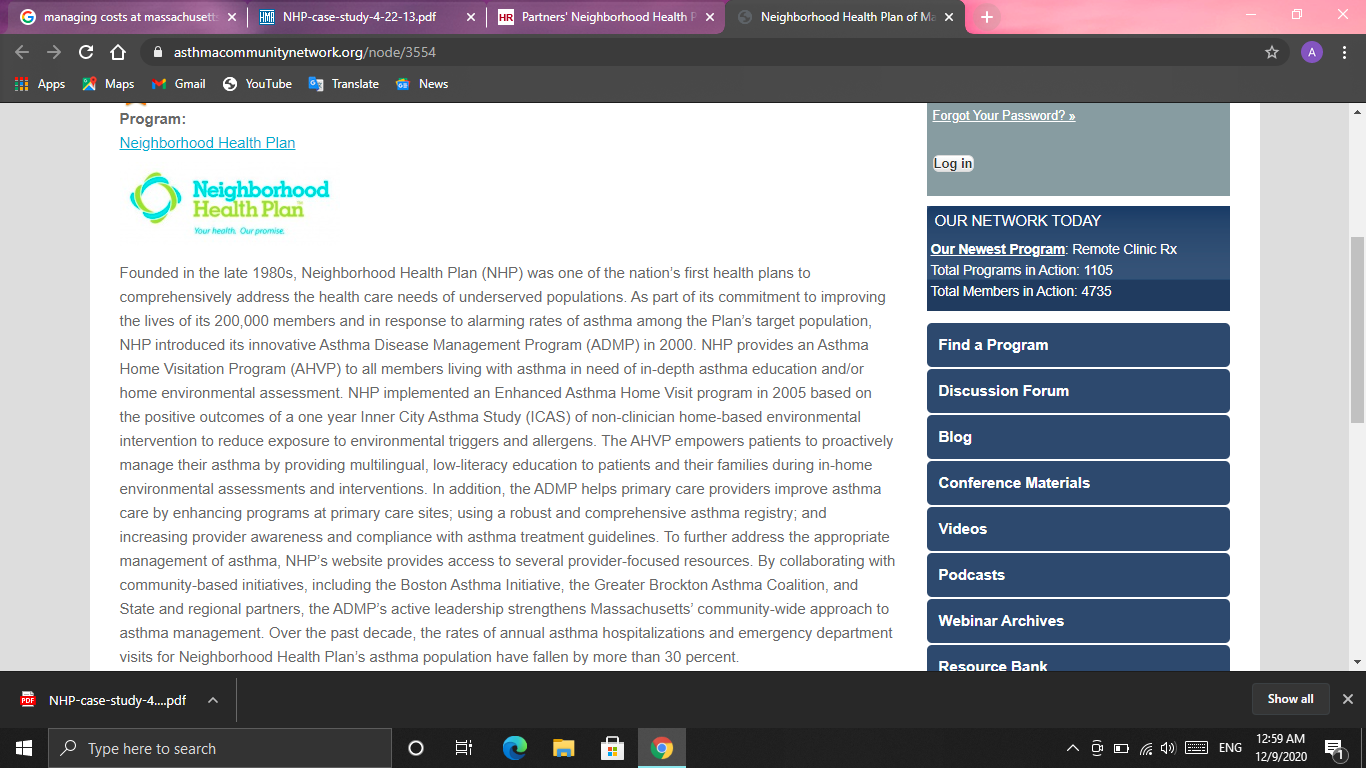 managing costs at massachusetts
NHP-case-study-4-22-13.pdf
HR Partners' Neighborhood Health P
Neighborhood Health Plan of Ma
asthmacommunitynetwork.org/node/3554
A
Apps Maps Gmail YouTube Translate News
Program:
Neighborhood Health Plan
Neighborhood
Health Plan
Your health. Our promise.
Founded in the late 1980s, Neighborhood Health Plan (NHP) was one of the nation’s first health plans to
comprehensively address the health care needs of underserved populations. As part of its commitment to improving
the lives of its 200,000 members and in response to alarming rates of asthma among the Plan’s target population,
NHP introduced its innovative Asthma Disease Management Program (ADMP) in 2000. NHP provides an Asthma
Home Visitation Program (AHVP) to all members living with asthma in need of in-depth asthma education and/or
home environmental assessment. NHP implemented an Enhanced Asthma Home Visit program in 2005 based on
the positive outcomes of a one year Inner City Asthma Study (ICAS) of non-clinician home-based environmental
intervention to reduce exposure to environmental triggers and allergens. The AHVP empowers patients to proactively
manage their asthma by providing multilingual, low-literacy education to patients and their families during in-home
environmental assessments and interventions. In addition, the ADMP helps primary care providers improve asthma
care by enhancing programs at primary care sites; using a robust and comprehensive asthma registry; and
increasing provider awareness and compliance with asthma treatment guidelines. To further address the appropriate
management of asthma, NHP’s website provides access to several provider-focused resources. By collaborating with
community-based initiatives, including the Boston Asthma Initiative, the Greater Brockton Asthma Coalition, and
State and regional partners, the ADMP’s active leadership strengthens Massachusetts’ community-wide approach to
asthma management. Over the past decade, the rates of annual asthma hospitalizations and emergency department
visits for Neighborhood Health Plan’s asthma population have fallen by more than 30 percent.
Forgot Your Password? »
Log in
OUR NETWORK TODAY
Our Newest Program: Remote Clinic Rx
Total Programs in Action: 1105
Total Members in Action: 4735
Find a Program
Discussion Forum
Blog
Conference Materials
Videos
Podcasts
Webinar Archives
Resource Bank
PDF NHP-case-study-4....pdf
Show all
Type here to search
ENG
12:59 AM
12/9/2020
1